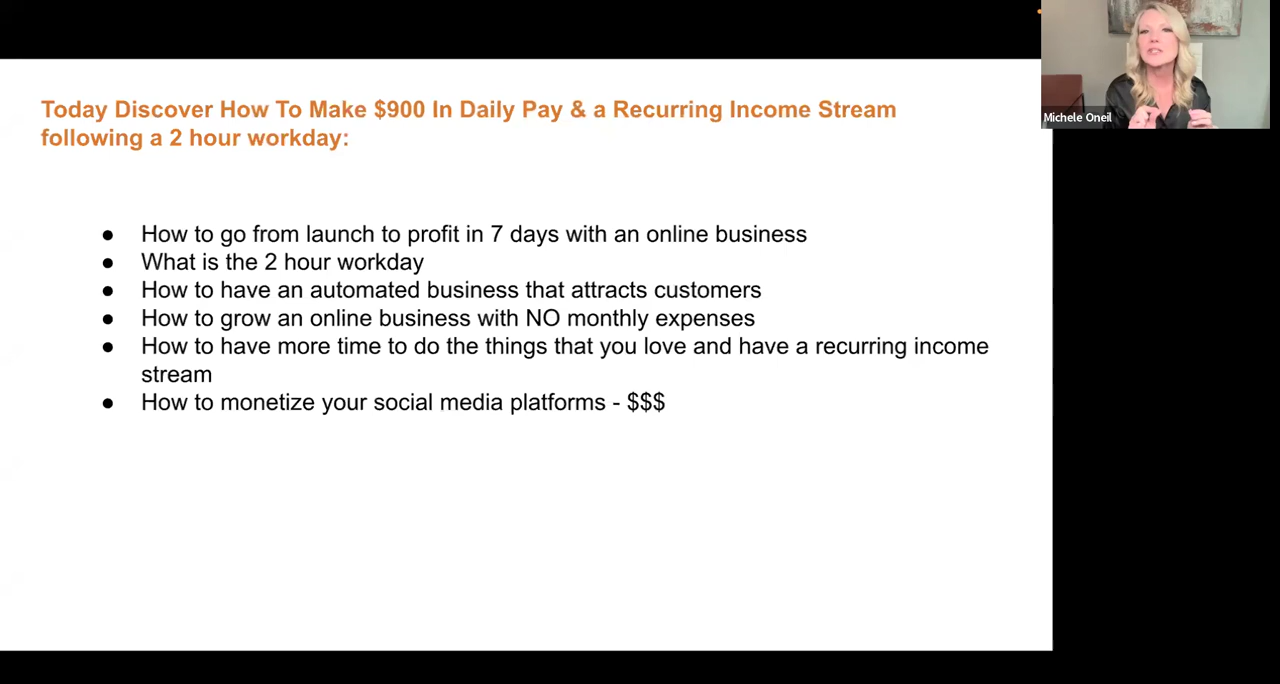 Today Discover How To Make $900 In Daily Pay & a Recurring Income Stream
following a 2 hour workday:
Michele Oneil
● How to go from launch to profit in 7 days with an online business
● What is the 2 hour workday
● How to have an automated business that attracts customers
● How to grow an online business with NO monthly expenses
● How to have more time to do the things that you love and have a recurring income
stream
● How to monetize your social media platforms - $$$